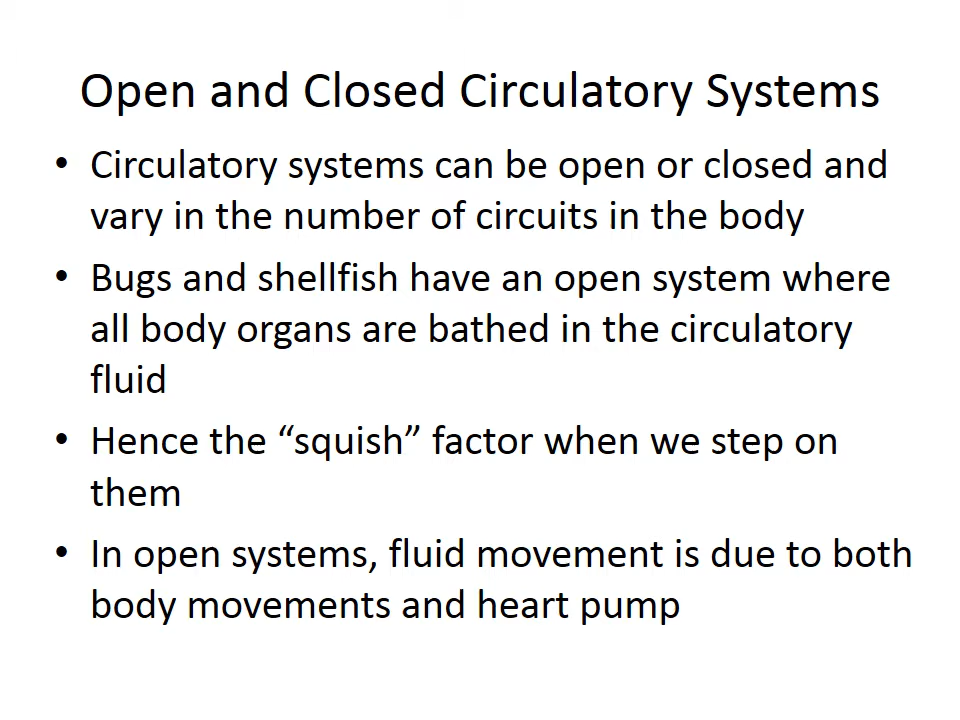 Open and Closed Circulatory Systems
• Circulatory systems can be open or closed and
vary in the number of circuits in the body
• Bugs and shellfish have an open system where
all body organs are bathed in the circulatory
fluid
• Hence the “squish” factor when we step on
them
• In open systems, fluid movement is due to both
body movements and heart pump